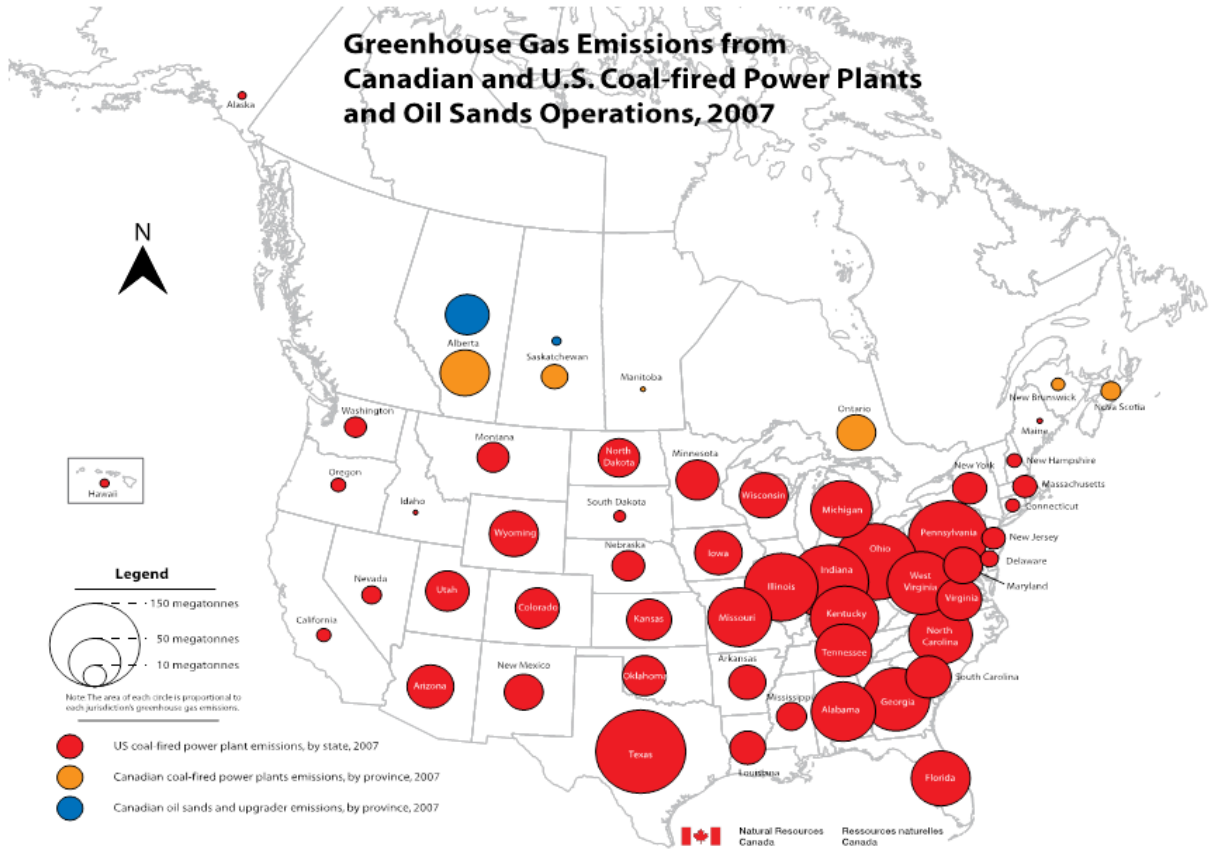 Greenhouse Gas Emissions from
Canadian and U.S. Coal-fired Power Plants
and Oil Sands Operations, 2007
Alaska
N
Alberta
Saskatchewan
Manitoba
Ontario
New Brunswick
Nova Scotia
Maine
Washington
Montana
North
Dakota
Minnesota
Oregon
Idaho
South Dakota
Wisconsin
Michigan
New York
New Hampshire
Massachusetts
Connecticut
Hawaii
Wyoming
Nebraska
Iowa
Pennsylvania
New Jersey
Ohio
Delaware
Indiana
West
Virginia
Maryland
Illinois
Virginia
Nevada
Utah
Colorado
Kansas
Missouri
Kentucky
California
North
Carolina
Tennessee
New Mexico
Arkansas
Oklahoma
Arizona
South Carolina
Mississippi
Alabama
Georgia
Texas
Louisiana
Florida
Legend
150 megatonnes
50 megatonnes
10 megatonnes
Note: The area of each circle is proportional to
each jurisdiction's greenhouse gas emissions.
US coal-fired power plant emissions, by state, 2007
Canadian coal-fired power plants emissions, by province, 2007
Canadian oil sands and upgrader emissions, by province, 2007
Natural Resources Ressources naturelles
Canada Canada